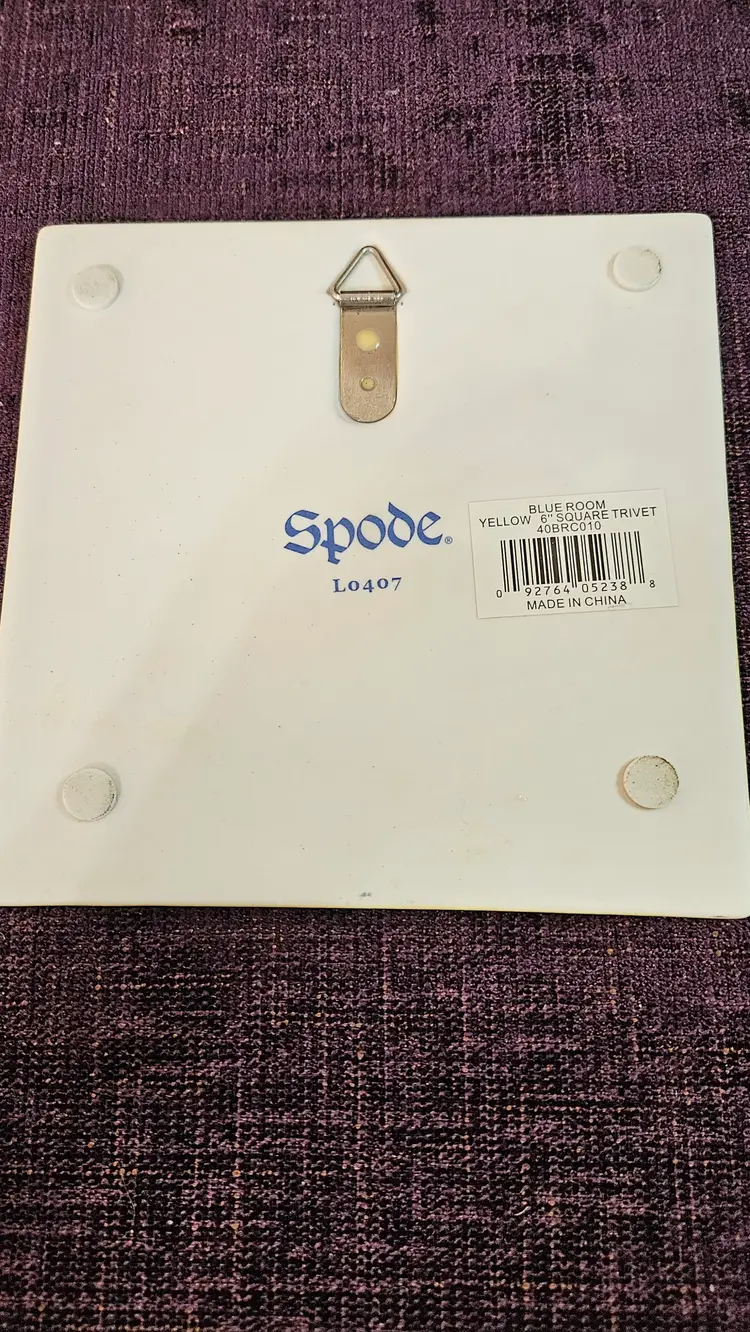 Spode®
L0407
BLUE ROOM
YELLOW 6" SQUARE TRIVET
40BRC010
0 92764 05238 8
MADE IN CHINA